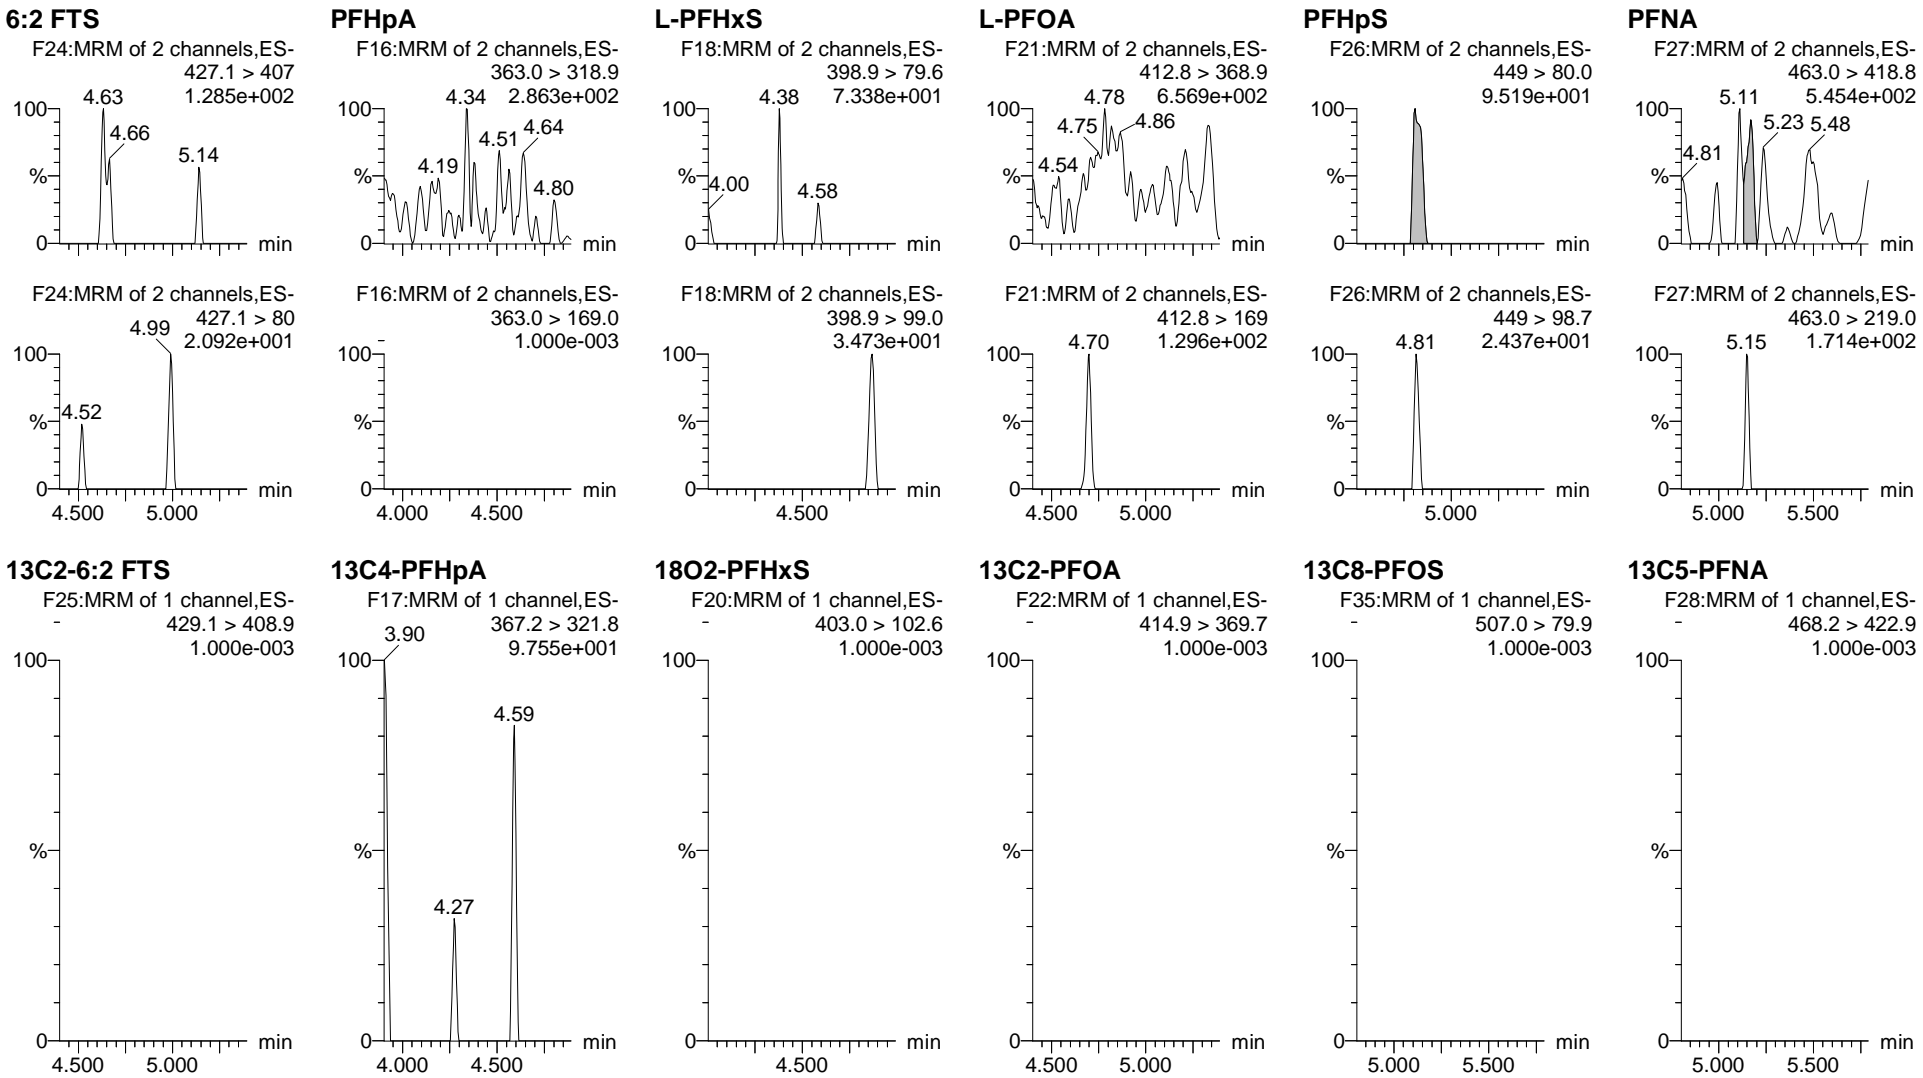 6:2 FTS
F24:MRM of 2 channels,ES-
427.1 > 407
1.285e+002
100
%
0
4.63
4.66
5.14
min
PFHpA
F16:MRM of 2 channels,ES-
363.0 > 318.9
2.863e+002
100
%
0
4.34
4.51
4.64
4.19
4.80
min
L-PFHxS
F18:MRM of 2 channels,ES-
398.9 > 79.6
7.338e+001
100
%
0
4.38
4.00
4.58
min
L-PFOA
F21:MRM of 2 channels,ES-
412.8 > 368.9
6.569e+002
100
%
0
4.78
4.75
4.86
4.54
min
PFHpS
F26:MRM of 2 channels,ES-
449 > 80.0
9.519e+001
100
%
0
min
PFNA
F27:MRM of 2 channels,ES-
463.0 > 418.8
5.454e+002
100
%
0
5.11
5.23
5.48
4.81
min
F24:MRM of 2 channels,ES-
427.1 > 80
2.092e+001
100
%
0
4.99
4.52
min
4.500 5.000
F16:MRM of 2 channels,ES-
363.0 > 169.0
1.000e-003
100
%
0
min
4.000 4.500
F18:MRM of 2 channels,ES-
398.9 > 99.0
3.473e+001
100
%
0
min
4.500
F21:MRM of 2 channels,ES-
412.8 > 169
1.296e+002
100
%
0
4.70
min
4.500 5.000
F26:MRM of 2 channels,ES-
449 > 98.7
2.437e+001
100
%
0
4.81
min
5.000
F27:MRM of 2 channels,ES-
463.0 > 219.0
1.714e+002
100
%
0
5.15
min
5.000 5.500
13C2-6:2 FTS
F25:MRM of 1 channel,ES-
429.1 > 408.9
1.000e-003
100
%
0
min
4.500 5.000
13C4-PFHpA
F17:MRM of 1 channel,ES-
367.2 > 321.8
9.755e+001
100
%
0
3.90
4.59
4.27
min
4.000 4.500
18O2-PFHxS
F20:MRM of 1 channel,ES-
403.0 > 102.6
1.000e-003
100
%
0
min
4.500
13C2-PFOA
F22:MRM of 1 channel,ES-
414.9 > 369.7
1.000e-003
100
%
0
min
4.500 5.000
13C8-PFOS
F35:MRM of 1 channel,ES-
507.0 > 79.9
1.000e-003
100
%
0
min
5.000 5.500
13C5-PFNA
F28:MRM of 1 channel,ES-
468.2 > 422.9
1.000e-003
100
%
0
min
5.000 5.500